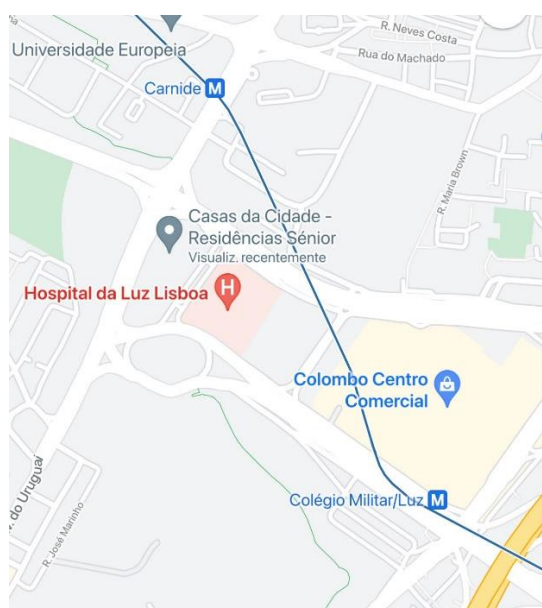 R. Neves Costa
Universidade Europeia
Rua do Machado
Carnide M
R. Maria Brown
Casas da Cidade -
Residências Sénior
Visualiz. recentemente
Hospital da Luz Lisboa H
Colombo Centro
Comercial
Colégio Militar/Luz M
. do Uruguai
R. José Marinho